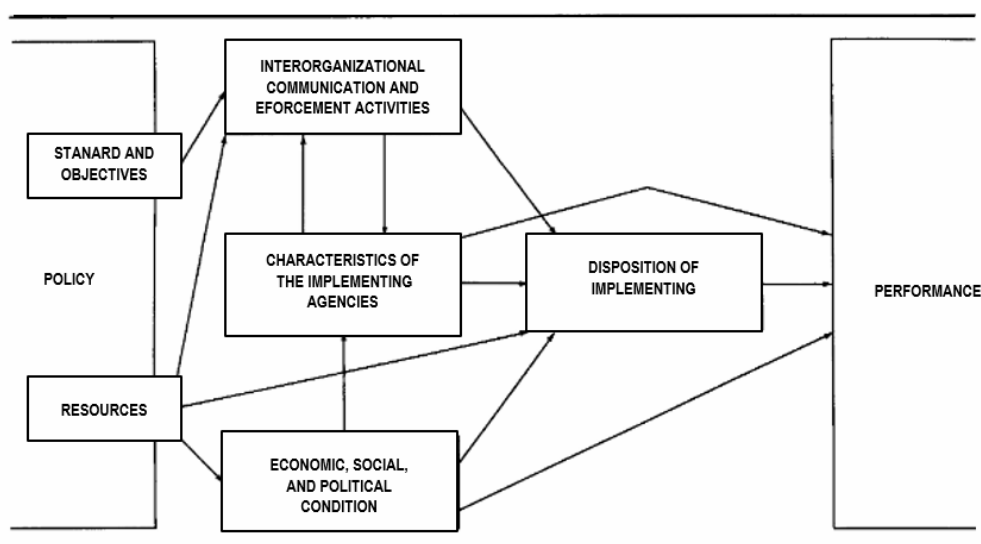 INTERORGANIZATIONAL
COMMUNICATION AND
EFORCEMENT ACTIVITIES
STANARD AND
OBJECTIVES
POLICY
CHARACTERISTICS OF
THE IMPLEMENTING
AGENCIES
DISPOSITION OF
IMPLEMENTING
PERFORMANCE
RESOURCES
ECONOMIC, SOCIAL,
AND POLITICAL
CONDITION